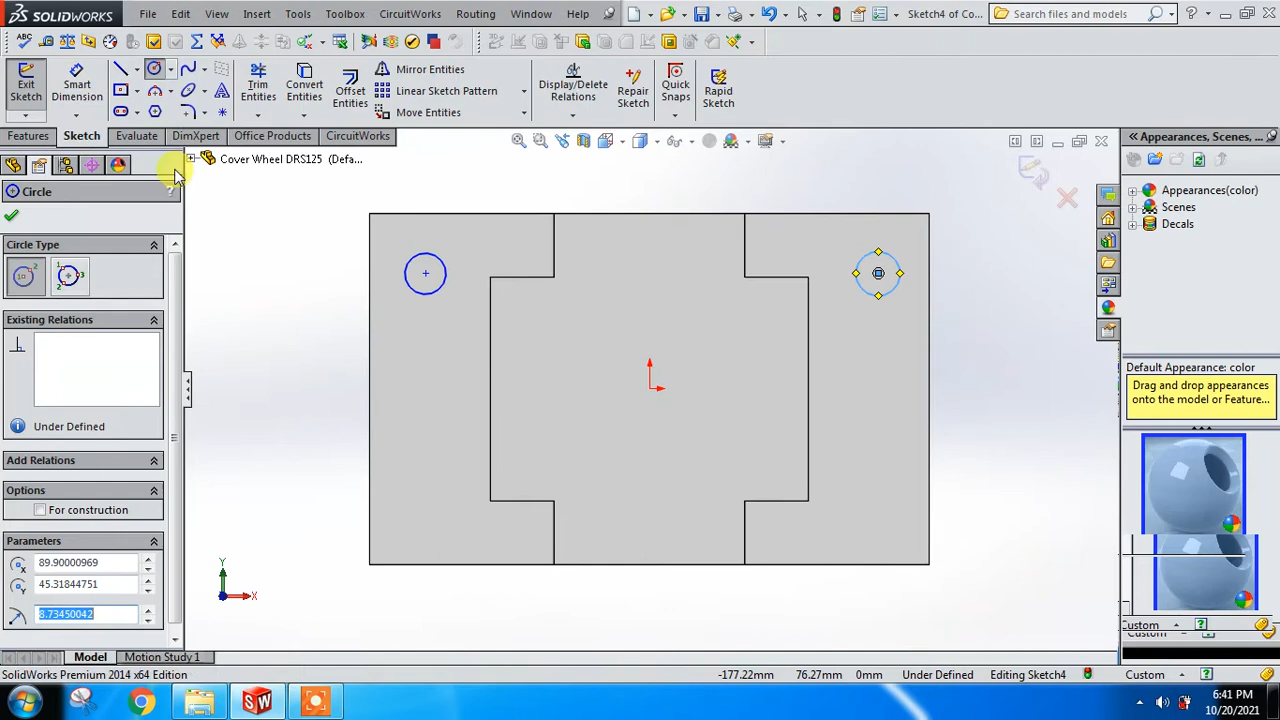 SOLIDWORKS File Edit View Insert Tools Toolbox CircuitWorks Routing Window Help Sketch4 of Co... Search files and models
Exit Sketch Smart Dimension Trim Entities Convert Entities Offset Entities Mirror Entities Linear Sketch Pattern Move Entities Display/Delete Relations Repair Sketch Quick Snaps Rapid Sketch
Features Sketch Evaluate DimXpert Office Products CircuitWorks
Appearances, Scenes, ...
Cover Wheel DRS125 (Defa...
Circle ?
Appearances(color)
Scenes
Decals
Circle Type
Existing Relations
Under Defined
Add Relations
Options
For construction
Parameters
89.90000969
45.31844751
8.73450042
Y
X
Default Appearance: color
Drag and drop appearances
onto the model or Feature...
Custom
Model Motion Study 1
SolidWorks Premium 2014 x64 Edition -177.22mm 76.27mm 0mm Under Defined Editing Sketch4 Custom
6:41 PM
10/20/2021